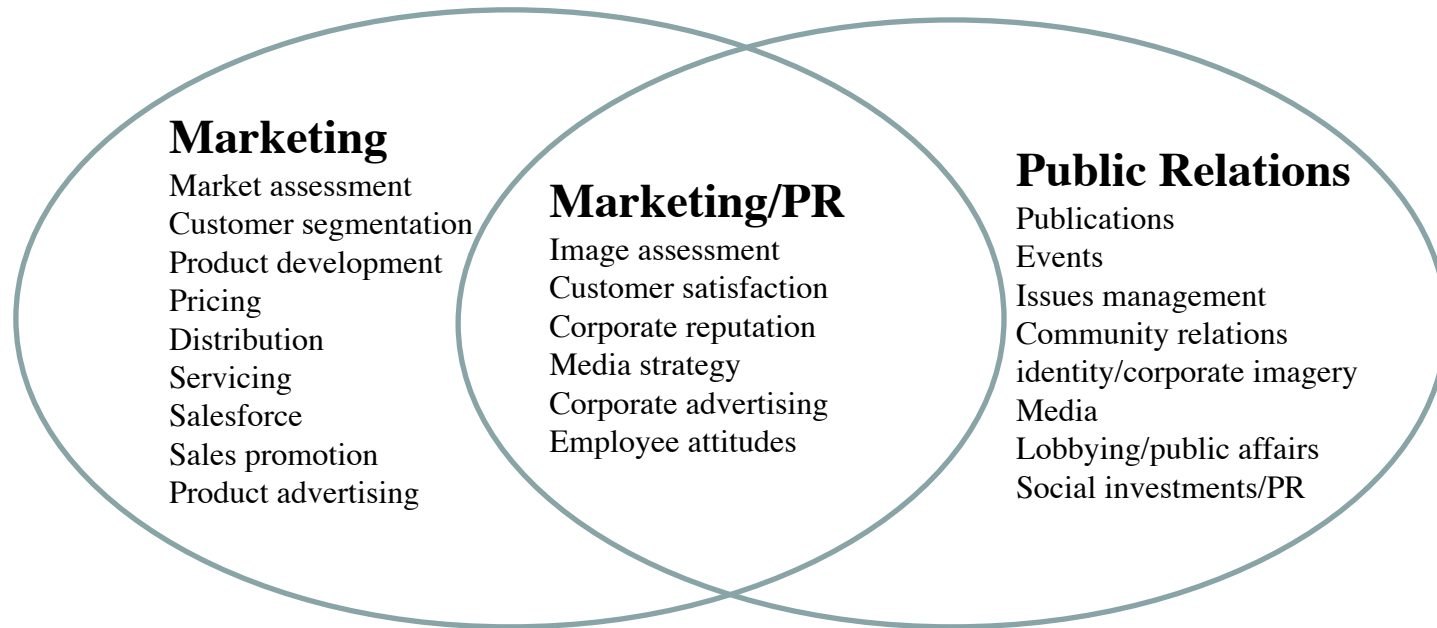 Marketing
Market assessment
Customer segmentation
Product development
Pricing
Distribution
Servicing
Salesforce
Sales promotion
Product advertising
Marketing/PR
Image assessment
Customer satisfaction
Corporate reputation
Media strategy
Corporate advertising
Employee attitudes
Public Relations
Publications
Events
Issues management
Community relations
identity/corporate imagery
Media
Lobbying/public affairs
Social investments/PR